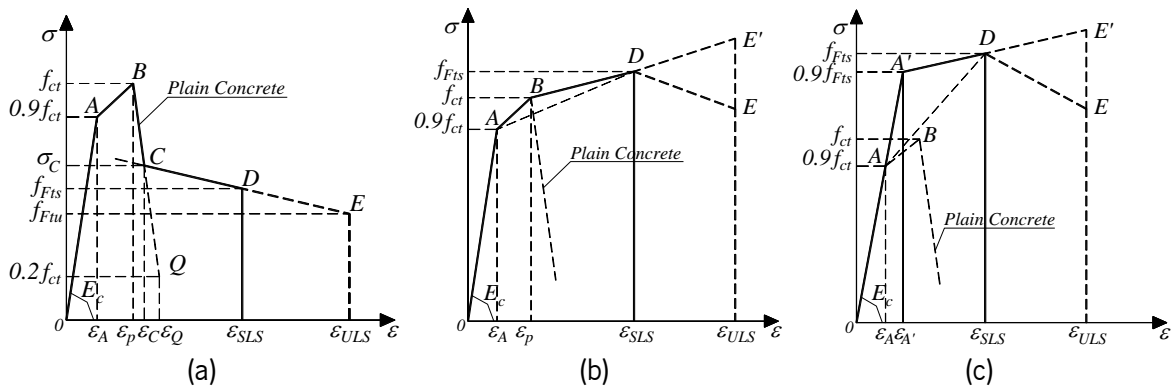 σ
f_ct
0.9f_ct
σ_C
f_Fts
f_Ftu
0.2f_ct
0
A
B
Plain Concrete
C
D
E
Q
E_c
ε_A
ε_p
ε_C
ε_Q
ε_SLS
ε_ULS
ε
(a)
σ
f_Fts
f_ct
0.9f_ct
0
A
B
D
E'
E
Plain Concrete
E_c
ε_A
ε_p
ε_SLS
ε_ULS
ε
(b)
σ
f_Fts
0.9f_Fts
f_ct
0.9f_ct
0
A'
D
E'
E
B
A
Plain Concrete
E_c
ε_A
ε_A'
ε_SLS
ε_ULS
ε
(c)